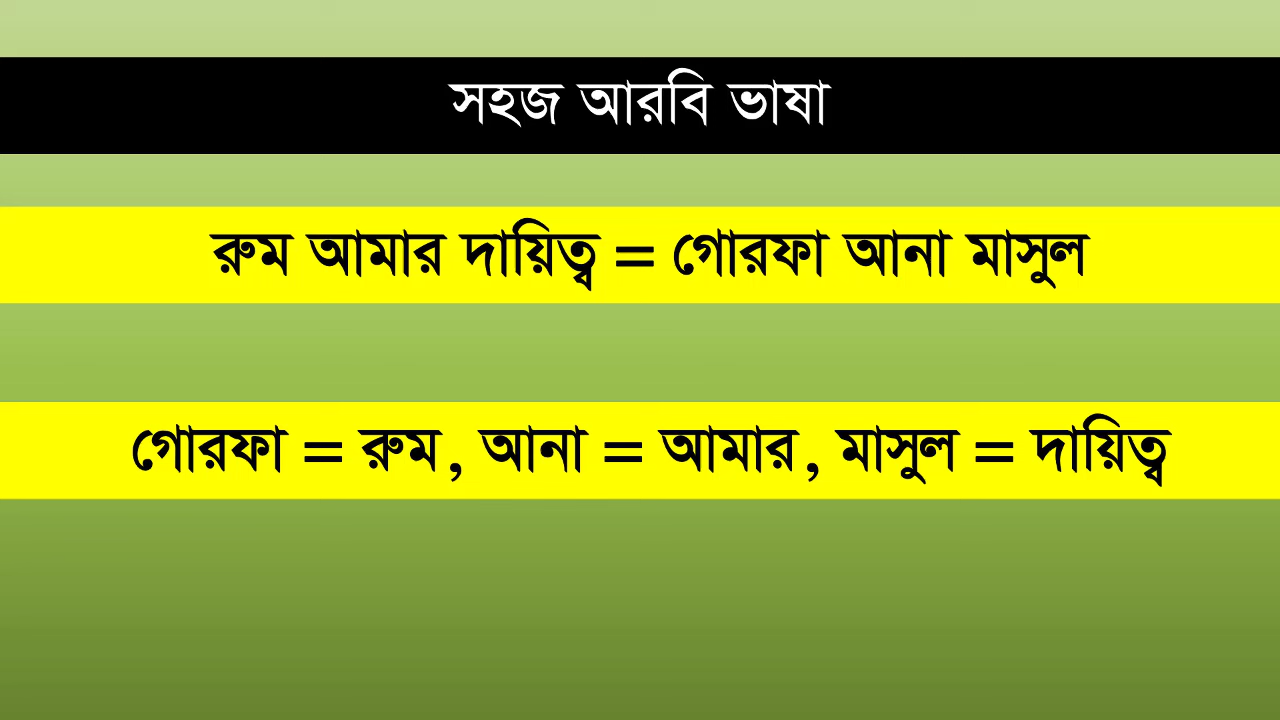 সহজ আরবি ভাষা
রুম আমার দায়িত্ব = গোরফা আনা মাসুল
গোরফা = রুম, আনা = আমার, মাসুল = দায়িত্ব